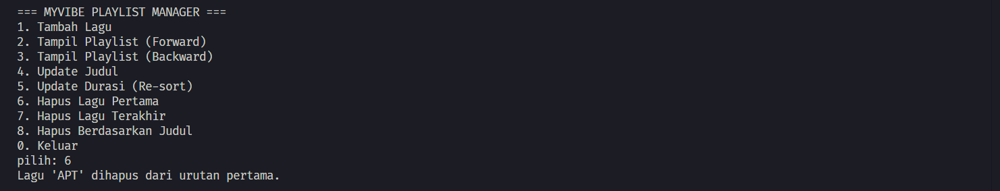 === MYVIBE PLAYLIST MANAGER ===
1. Tambah Lagu
2. Tampil Playlist (Forward)
3. Tampil Playlist (Backward)
4. Update Judul
5. Update Durasi (Re-sort)
6. Hapus Lagu Pertama
7. Hapus Lagu Terakhir
8. Hapus Berdasarkan Judul
0. Keluar
pilih: 6
Lagu 'APT' dihapus dari urutan pertama.